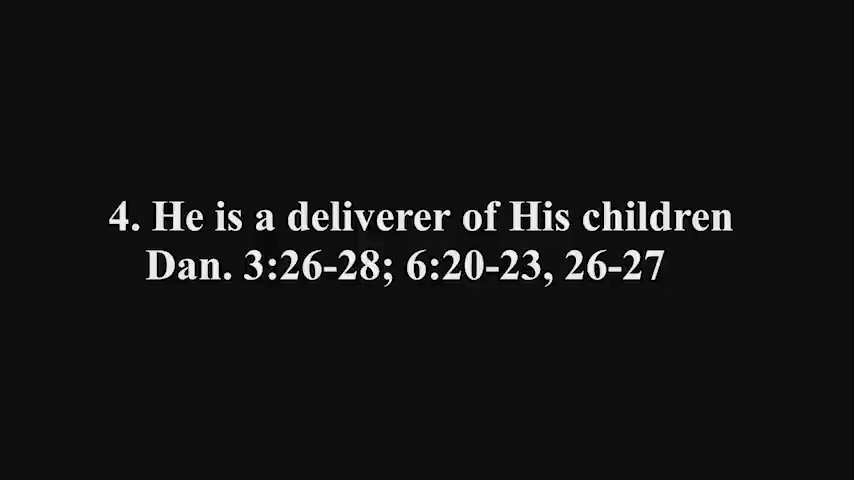 4. He is a deliverer of His children
Dan. 3:26-28; 6:20-23, 26-27